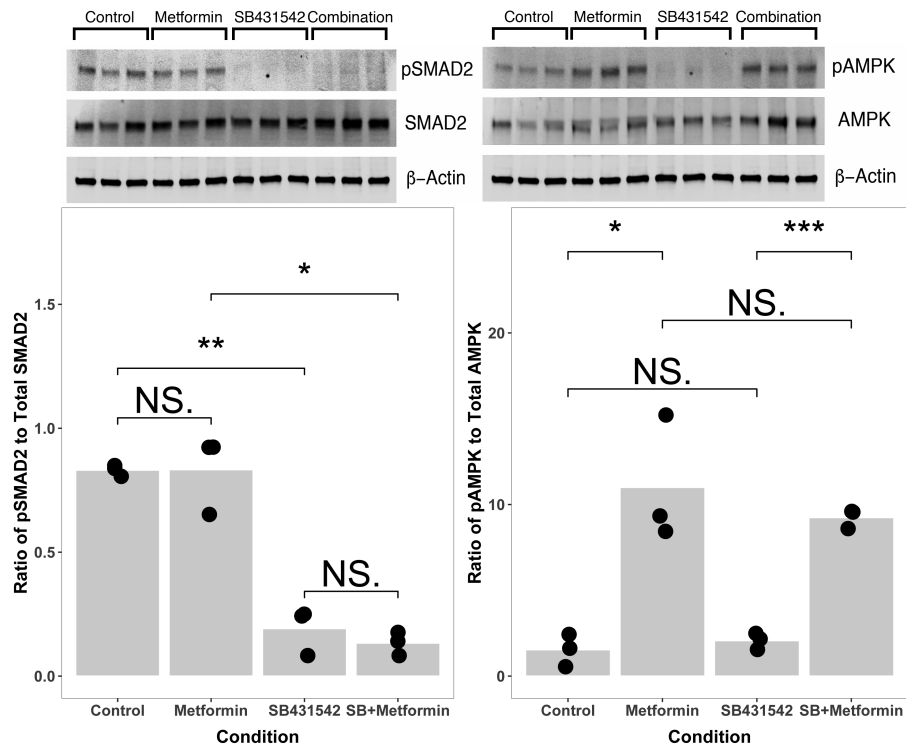 Control Metformin SB431542 Combination
pSMAD2
SMAD2
β−Actin
Control Metformin SB431542 Combination
pAMPK
AMPK
β−Actin
Ratio of pSMAD2 to Total SMAD2
1.5
1.0
0.5
0.0
*
**
NS.
NS.
Control Metformin SB431542 SB+Metformin
Condition
Ratio of pAMPK to Total AMPK
20
10
0
* ***
NS.
NS.
Control Metformin SB431542 SB+Metformin
Condition